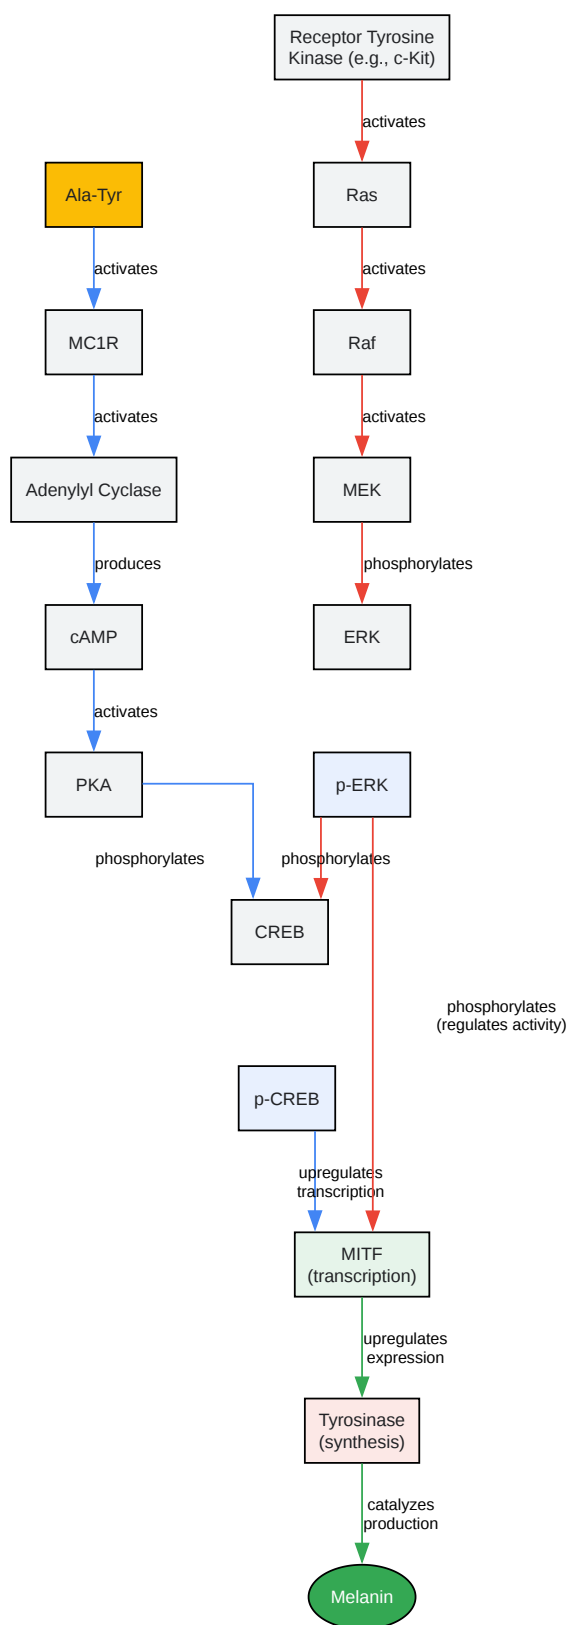 Receptor Tyrosine
Kinase (e.g., c-Kit)
activates
Ala-Tyr
Ras
activates
activates
MC1R
Raf
activates
activates
Adenylyl Cyclase
MEK
produces
phosphorylates
cAMP
ERK
activates
PKA
p-ERK
phosphorylates
phosphorylates
CREB
phosphorylates
(regulates activity)
p-CREB
upregulates
transcription
MITF
(transcription)
upregulates
expression
Tyrosinase
(synthesis)
catalyzes
production
Melanin